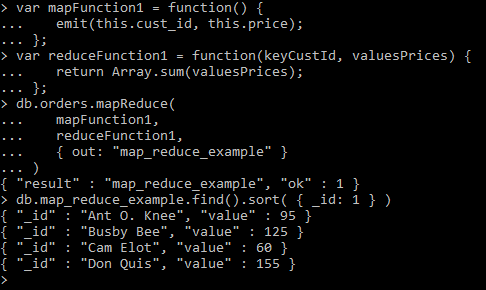 > var mapFunction1 = function() {
...    emit(this.cust_id, this.price);
... };
> var reduceFunction1 = function(keyCustId, valuesPrices) {
...    return Array.sum(valuesPrices);
... };
> db.orders.mapReduce(
...    mapFunction1,
...    reduceFunction1,
...    { out: "map_reduce_example" }
... )
{ "result" : "map_reduce_example", "ok" : 1 }
> db.map_reduce_example.find().sort( { _id: 1 } )
{ "_id" : "Ant O. Knee", "value" : 95 }
{ "_id" : "Busby Bee", "value" : 125 }
{ "_id" : "Cam Elot", "value" : 60 }
{ "_id" : "Don Quis", "value" : 155 }
>